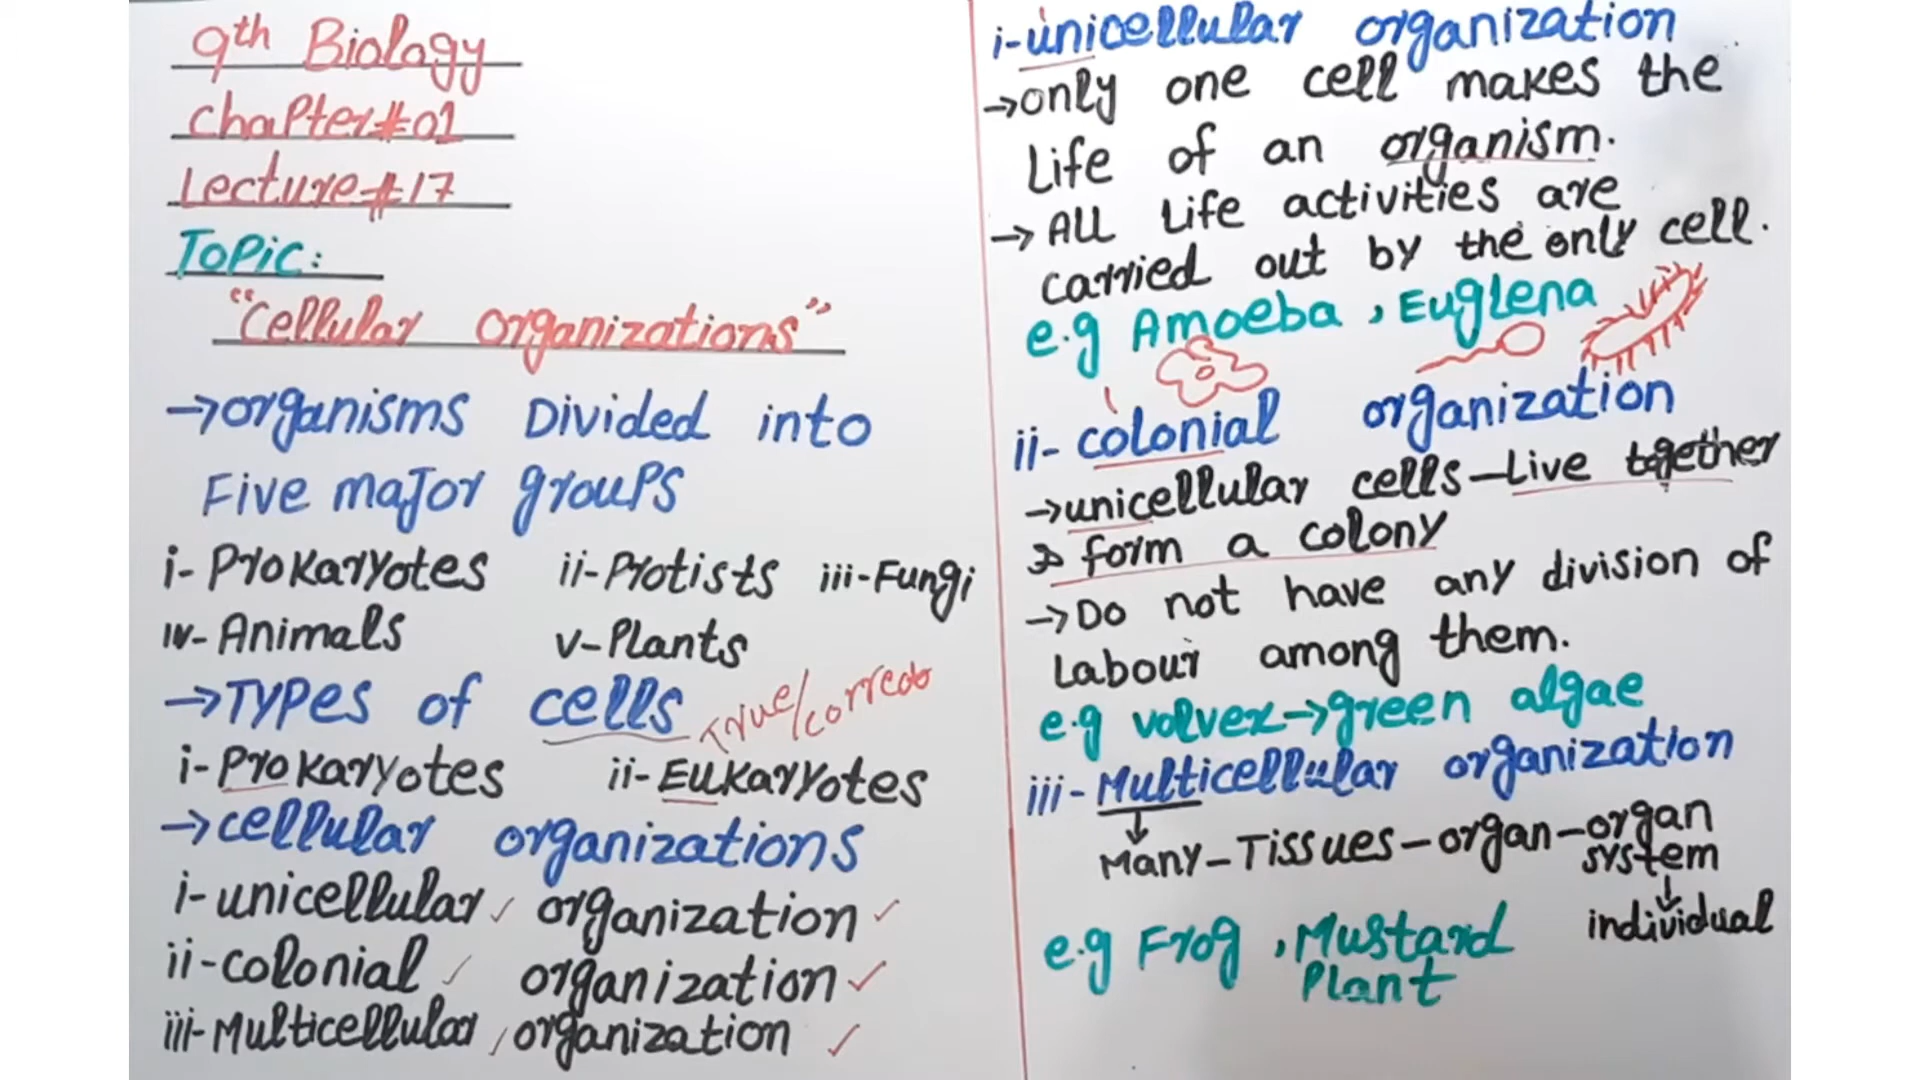 9th Biology
Chapter#01
Lecture#17
Topic:
"Cellular organizations"
→organisms Divided into
Five major groups
i-Prokaryotes ii-Protists iii-Fungi
iv-Animals v-Plants
→Types of cells True/correct
i-Prokaryotes ii-Eukaryotes
→cellular organizations
i-unicellular organization
ii-colonial organization
iii-Multicellular organization
i-unicellular organization
→only one cell makes the
Life of an organism.
→ All Life activities are
carried out by the only cell.
e.g Amoeba, Euglena
ii- colonial organization
→unicellular cells-Live together
→ form a colony
→Do not have any division of
Labour among them.
e.g volvex→green algae
iii-Multicellular organization
↓
Many-Tissues-organ-organ
system
↓
individual
e.g Frog, Mustard
Plant